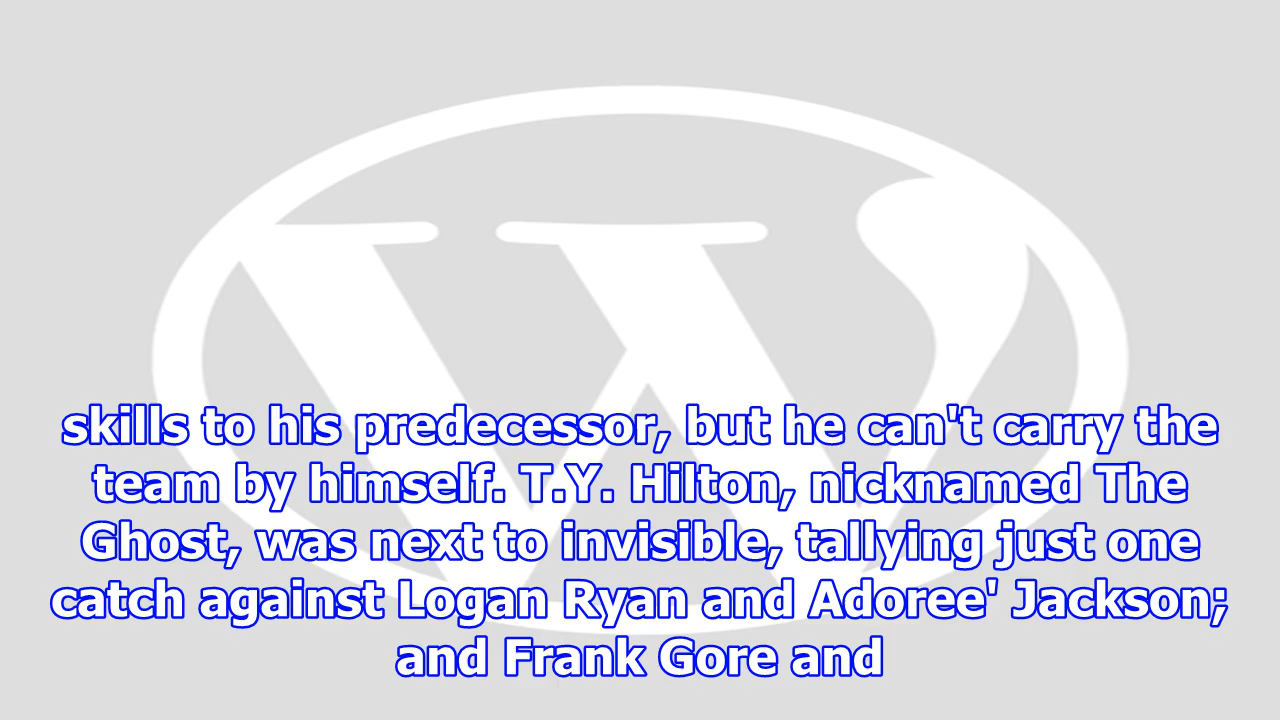 skills to his predecessor, but he can't carry the
team by himself. T.Y. Hilton, nicknamed The
Ghost, was next to invisible, tallying just one
catch against Logan Ryan and Adoree' Jackson;
and Frank Gore and